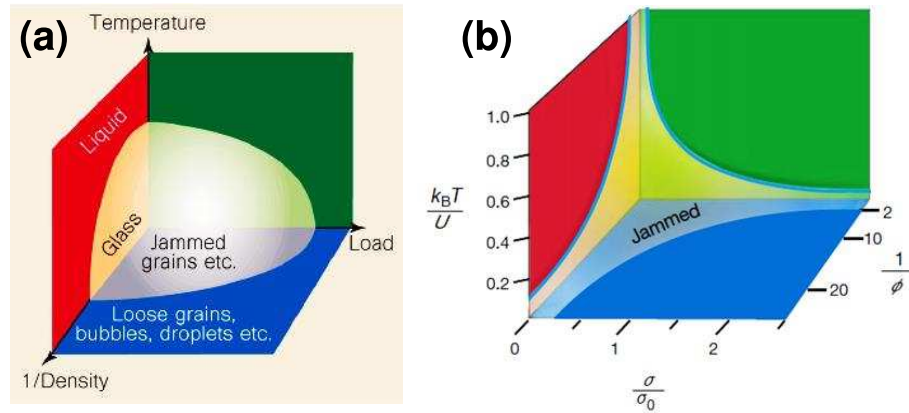 (a)
Temperature
Liquid
Glass
Jammed
grains etc.
Load
Loose grains,
bubbles, droplets etc.
1/Density
(b)
1.0
0.8
0.6
0.4
0.2
k_BT
U
Jammed
2
10
20
1
ϕ
0
1
2
σ
σ₀